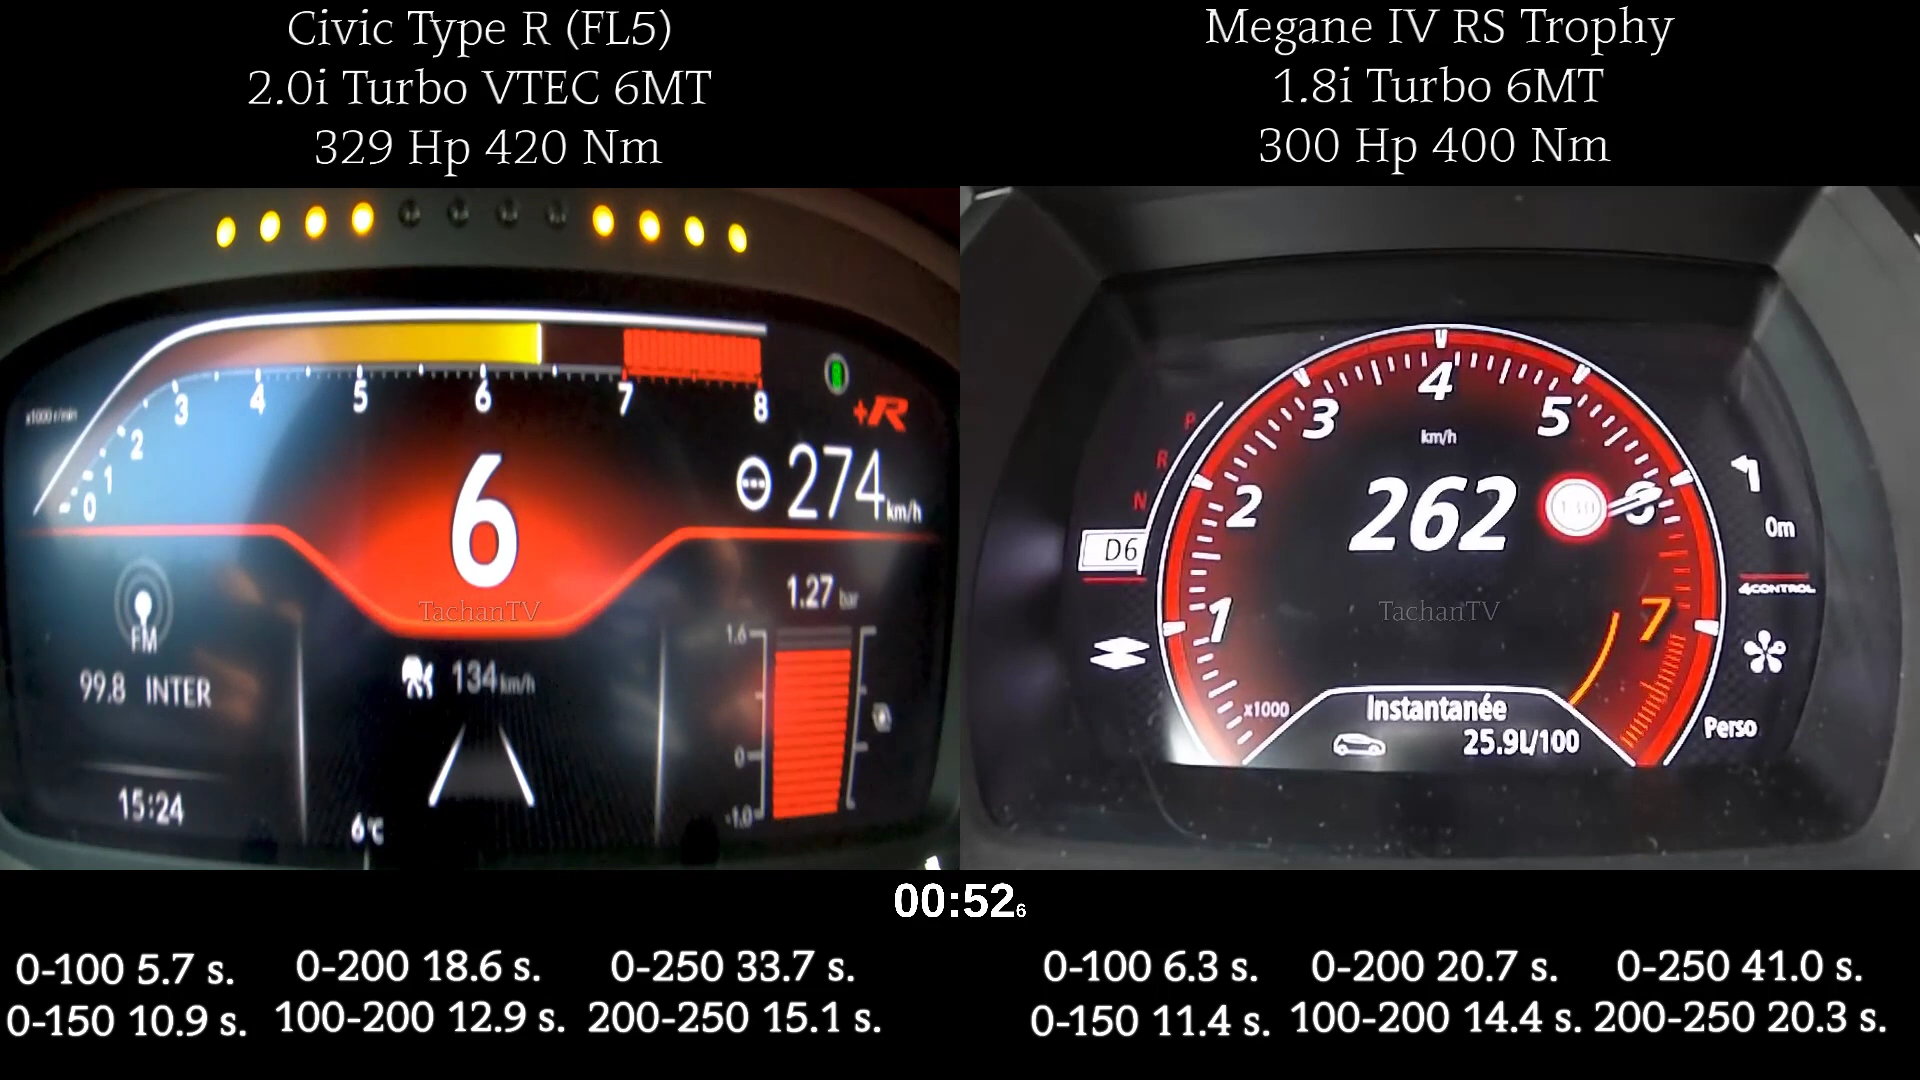 Civic Type R (FL5)
2.0i Turbo VTEC 6MT
329 Hp 420 Nm
Megane IV RS Trophy
1.8i Turbo 6MT
300 Hp 400 Nm
x1000 r/min
0 1 2 3 4 5 6 7 8
+R
6
274 km/h
TachanTV
FM
99.8 INTER
15:24
6°C
134 km/h
1.27 bar
1.6
0
-1.0
P
R
N
D6
1 2 3 4 5 6 7
km/h
262
130
TachanTV
x1000
Instantanée
25.9L/100
0m
4CONTROL
Perso
00:526
0-100 5.7 s.
0-200 18.6 s.
0-250 33.7 s.
0-150 10.9 s.
100-200 12.9 s.
200-250 15.1 s.
0-100 6.3 s.
0-200 20.7 s.
0-250 41.0 s.
0-150 11.4 s.
100-200 14.4 s.
200-250 20.3 s.